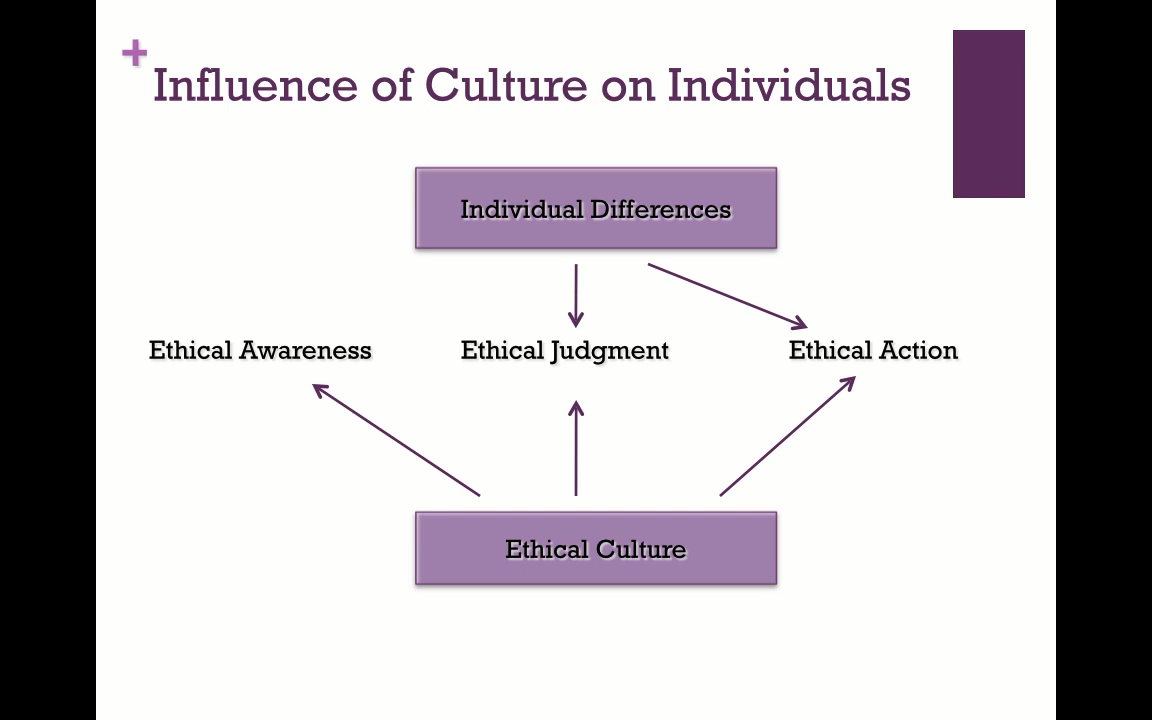 +
Influence of Culture on Individuals
Individual Differences
Ethical Awareness
Ethical Judgment
Ethical Action
Ethical Culture